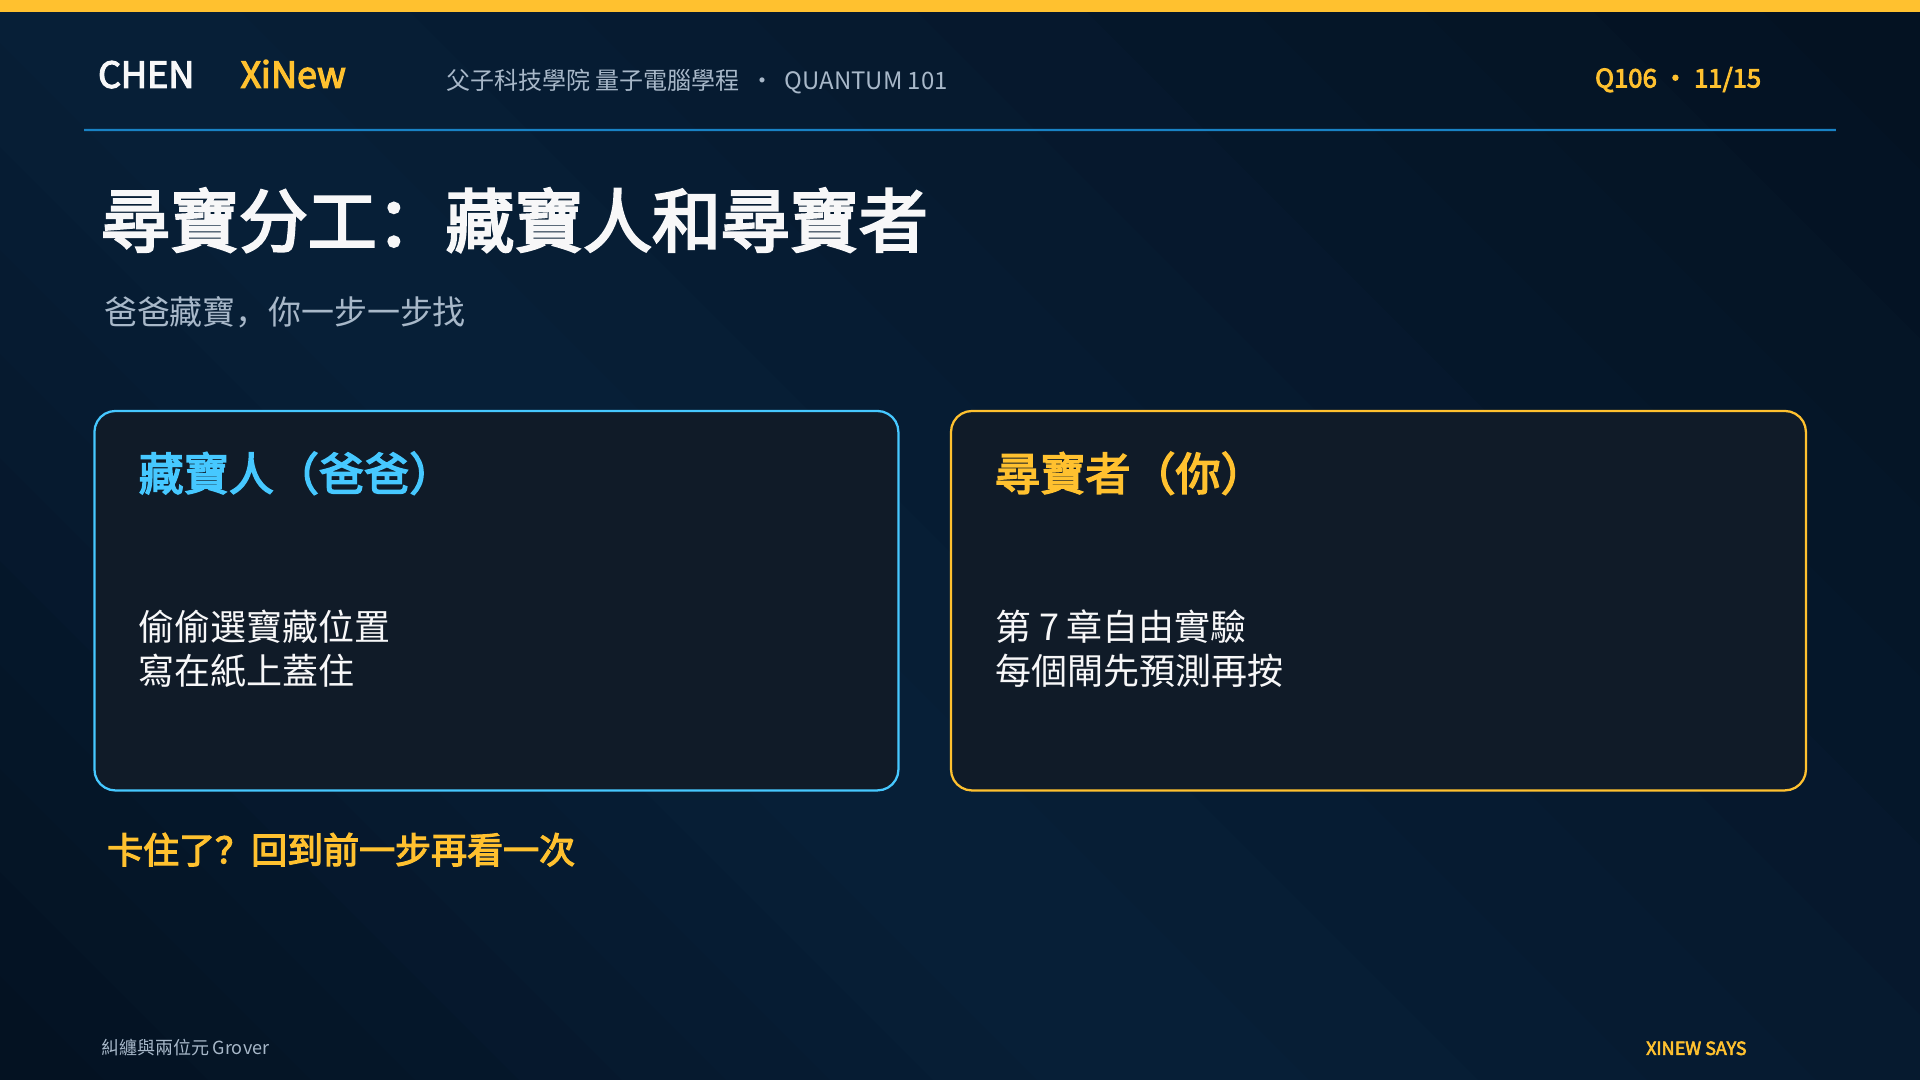 CHEN XiNew 父子科技學院 量子電腦學程 • QUANTUM 101 Q106 • 11/15
尋寶分工：藏寶人和尋寶者
爸爸藏寶，你一步一步找
藏寶人（爸爸）
偷偷選寶藏位置
寫在紙上蓋住
尋寶者（你）
第 7 章自由實驗
每個閘先預測再按
卡住了？回到前一步再看一次
糾纏與兩位元 Grover
XINEW SAYS